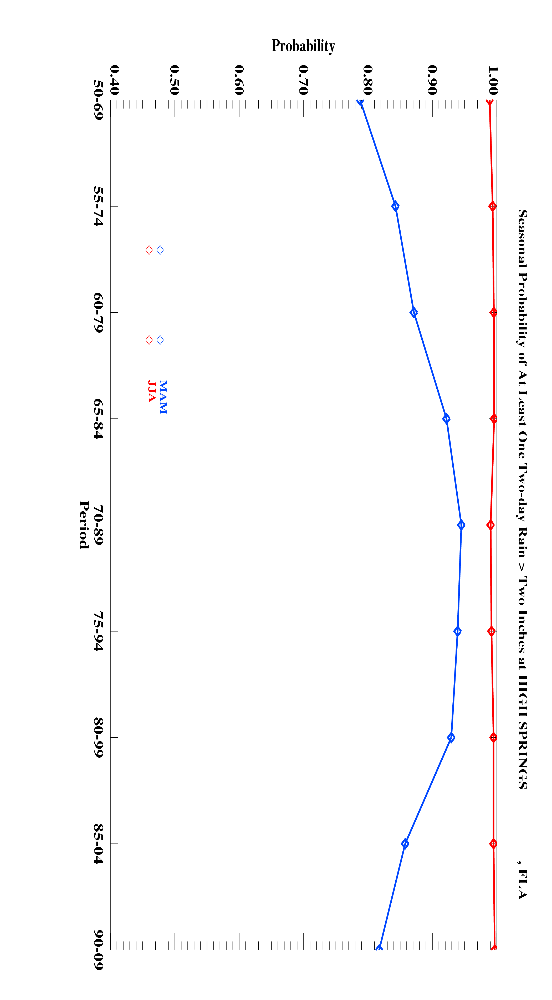 Seasonal Probability of At Least One Two-day Rain > Two Inches at HIGH SPRINGS , FLA
Probability
1.00
0.90
0.80
0.70
0.60
0.50
0.40
MAM
JJA
50-69 55-74 60-79 65-84 70-89 75-94 80-99 85-04 90-09
Period